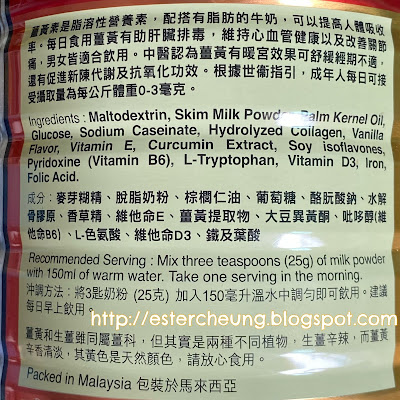 薑黃素是脂溶性營養素，配搭有脂肪的牛奶，可以提高人體吸收
率。每日食用薑黃有助肝臟排毒，維持心血管健康以及改善關節
痛，男女皆適合飲用。中醫認為薑黃有暖宮效果可舒緩經期不適，
還有促進新陳代謝及抗氧化功效。根據世衞指引，成年人每日可接
受攝取量為每公斤體重0-3毫克。
Ingredients : Maltodextrin, Skim Milk Powder, Palm Kernel Oil,
Glucose, Sodium Caseinate, Hydrolyzed Collagen, Vanilla
Flavor, Vitamin E, Curcumin Extract, Soy isoflavones,
Pyridoxine (Vitamin B6), L-Tryptophan, Vitamin D3, Iron,
Folic Acid.
成分：麥芽糊精、脫脂奶粉、棕櫚仁油、葡萄糖、酪朊酸鈉、水解
骨膠原、香草精、維他命E、薑黃提取物、大豆異黃酮、吡哆醇(維
他命B6)、L-色氨酸、維他命D3、鐵及葉酸
Recommended Serving : Mix three teaspoons (25g) of milk powder
with 150ml of warm water. Take one serving in the morning.
沖調方法：將3匙奶粉 (25克) 加入150毫升溫水中調勻即可飲用。建議
每日早上飲用。
http://estercheung.blogspot.com
薑黃和生薑雖同屬薑科，但其實是兩種不同植物，生薑辛辣，而薑黃
辛香清淡，其黃色是天然顏色，請放心食用。
Packed in Malaysia 包裝於馬來西亞